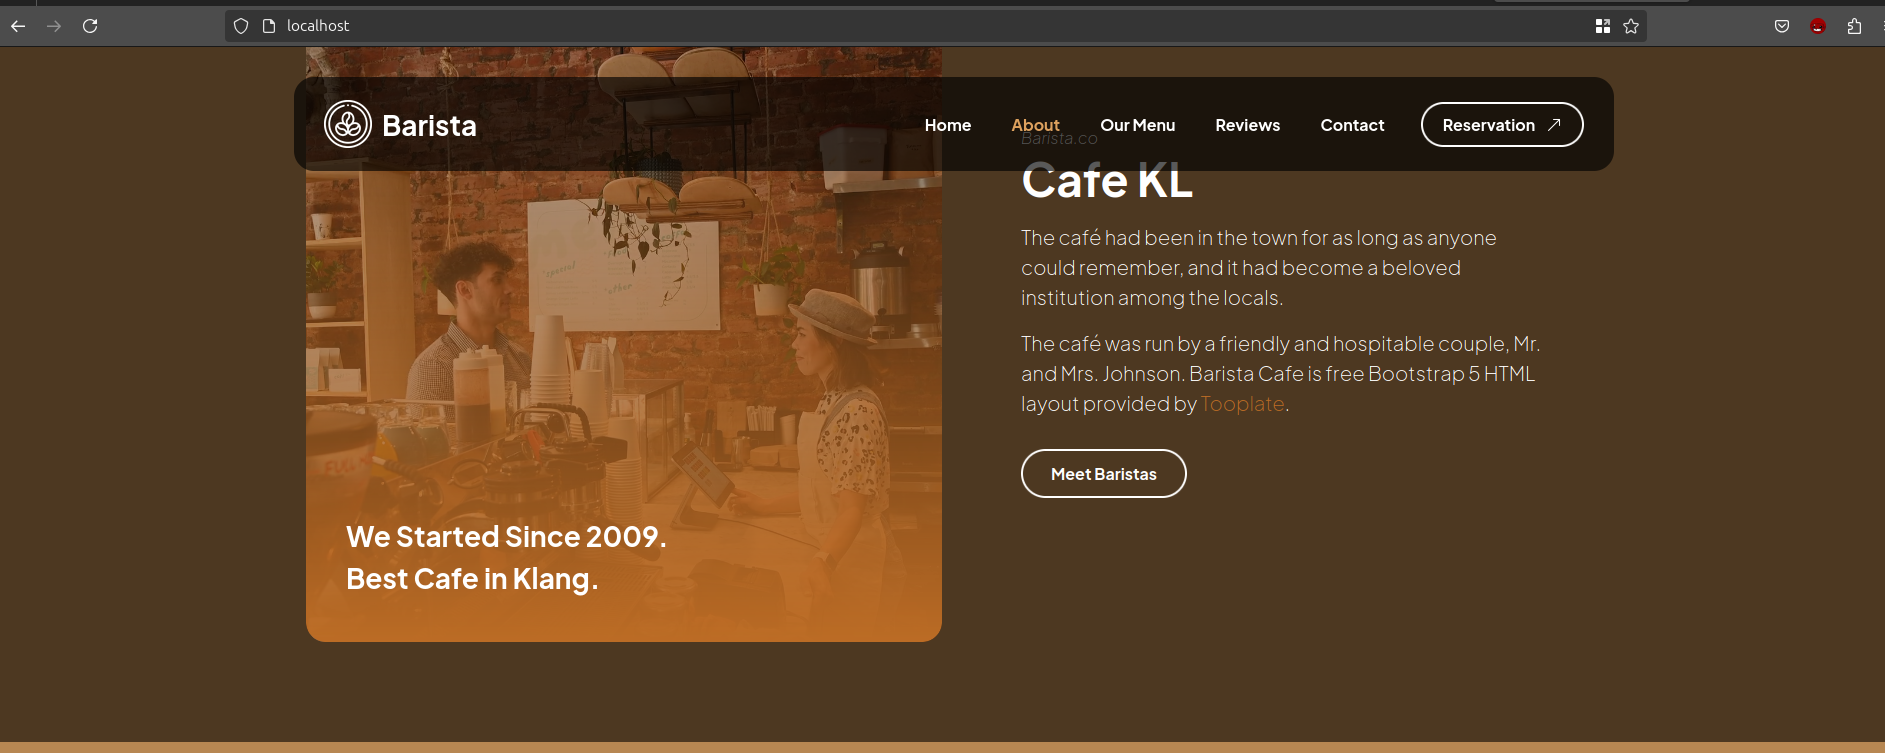 localhost
Barista
Home
About
Our Menu
Reviews
Contact
Reservation
Barista.co
Cafe KL
The café had been in the town for as long as anyone
could remember, and it had become a beloved
institution among the locals.
The café was run by a friendly and hospitable couple, Mr.
and Mrs. Johnson. Barista Cafe is free Bootstrap 5 HTML
layout provided by Tooplate.
Meet Baristas
We Started Since 2009.
Best Cafe in Klang.